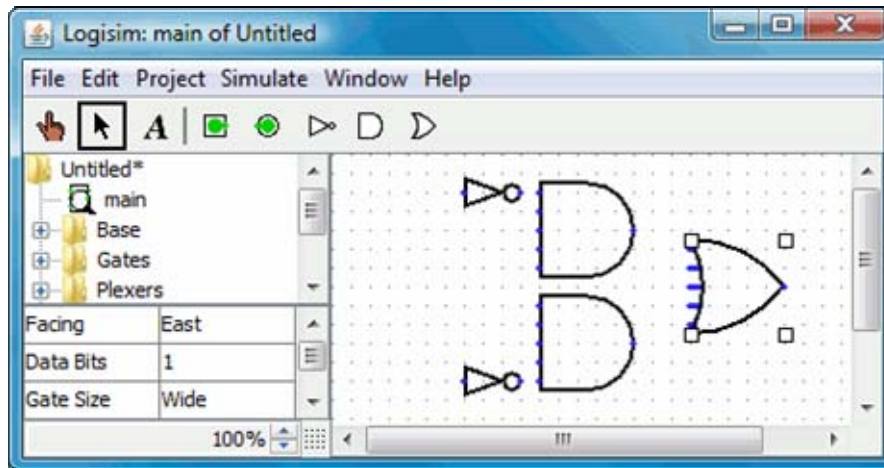 Logisim: main of Untitled
File Edit Project Simulate Window Help
A
Untitled*
main
Base
Gates
Plexers
Facing East
Data Bits 1
Gate Size Wide
100%